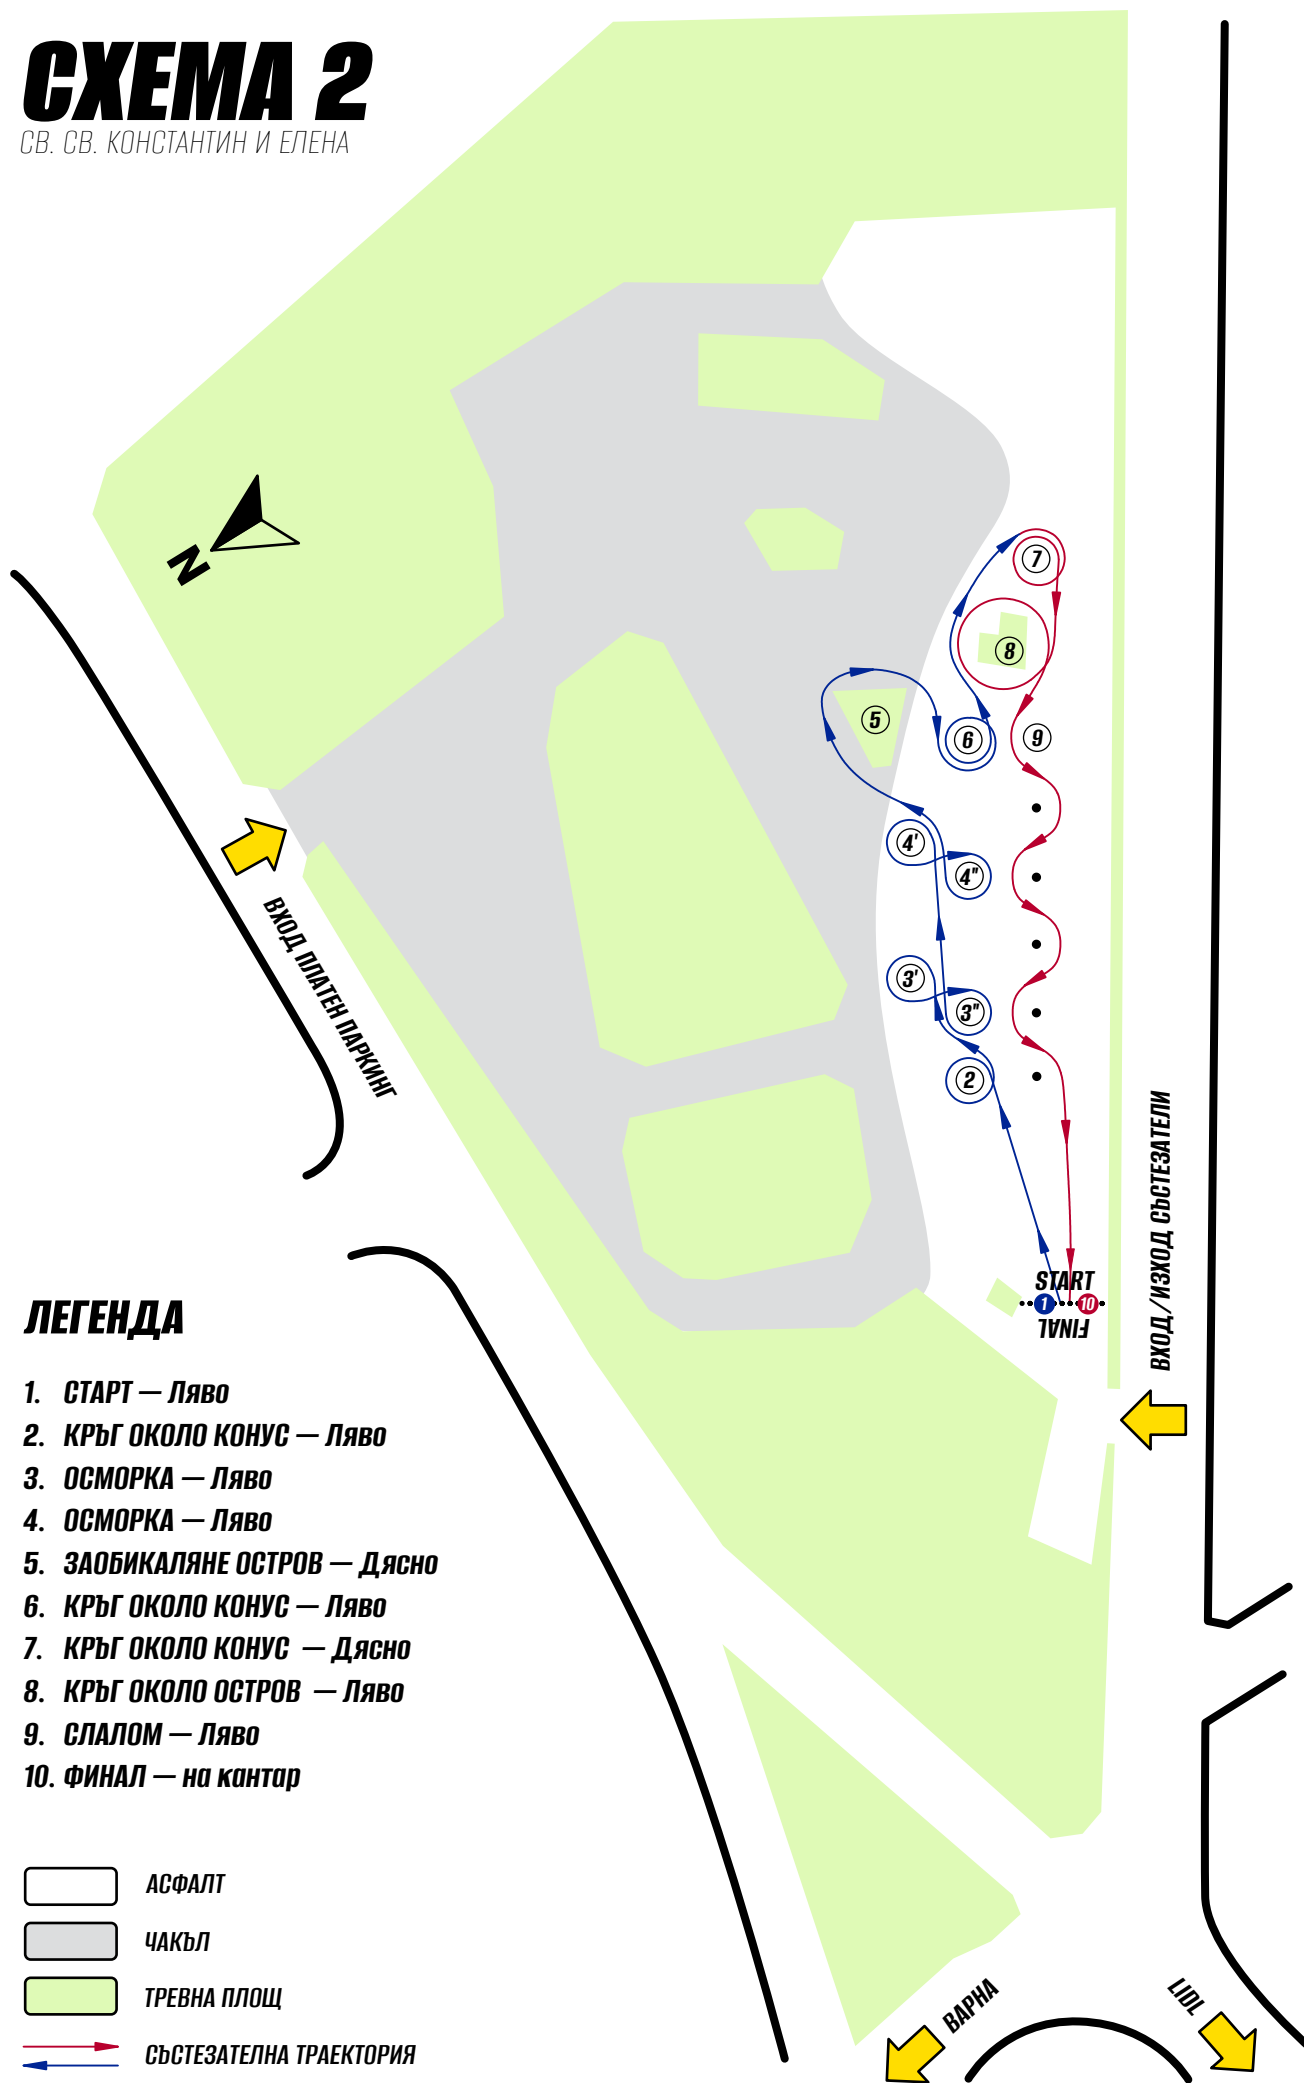 СХЕМА 2
СВ. СВ. КОНСТАНТИН И ЕЛЕНА
N
7
8
5
6
9
4'
4"
3'
3"
2
ВХОД ПЛАТЕН ПАРКИНГ
ВХОД/ИЗХОД СЪСТЕЗАТЕЛИ
START
1
10
FINAL
ЛЕГЕНДА
1. СТАРТ — Ляво
2. КРЪГ ОКОЛО КОНУС — Ляво
3. ОСМОРКА — Ляво
4. ОСМОРКА — Ляво
5. ЗАОБИКАЛЯНЕ ОСТРОВ — Дясно
6. КРЪГ ОКОЛО КОНУС — Ляво
7. КРЪГ ОКОЛО КОНУС — Дясно
8. КРЪГ ОКОЛО ОСТРОВ — Ляво
9. СЛАЛОМ — Ляво
10. ФИНАЛ — на кантар
АСФАЛТ
ЧАКЪЛ
ТРЕВНА ПЛОЩ
СЪСТЕЗАТЕЛНА ТРАЕКТОРИЯ
ВАРНА
LIDL